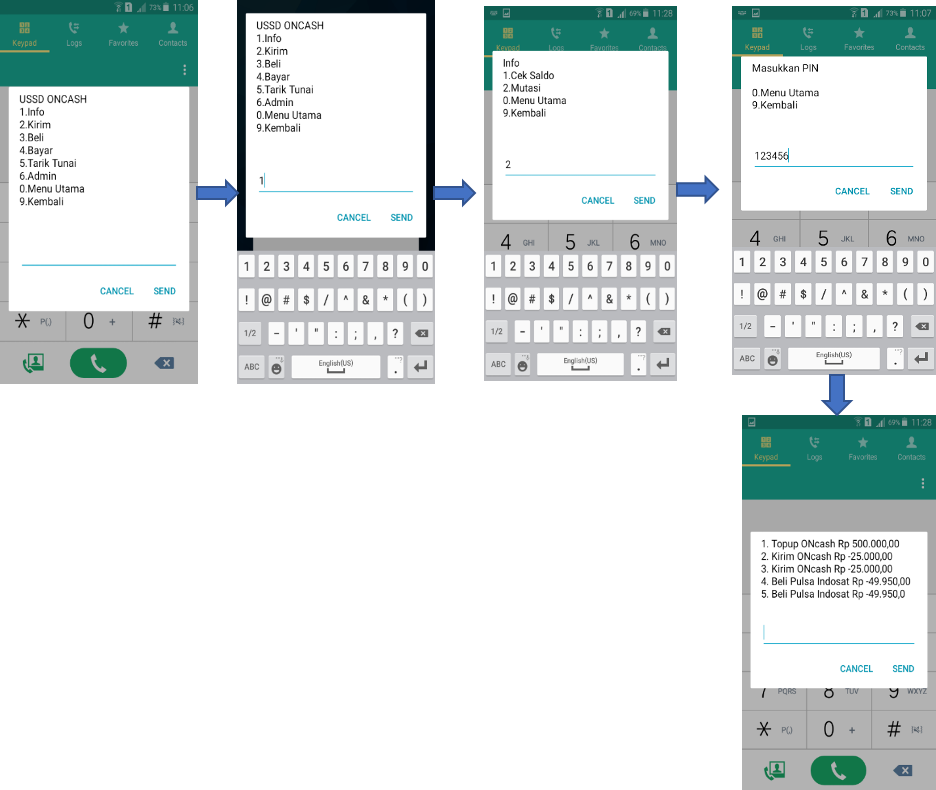 73% 11:06
Keypad Logs Favorites Contacts
USSD ONCASH
1.Info
2.Kirim
3.Beli
4.Bayar
5.Tarik Tunai
6.Admin
0.Menu Utama
9.Kembali
CANCEL SEND
* P(,) 0 + #
USSD ONCASH
1.Info
2.Kirim
3.Beli
4.Bayar
5.Tarik Tunai
6.Admin
0.Menu Utama
9.Kembali
1
CANCEL SEND
1 2 3 4 5 6 7 8 9 0
! @ # $ / ^ & * ( )
1/2 - ' " : ; , ?
ABC English(US) .
69% 11:28
Keypad Logs Favorites Contacts
Info
1.Cek Saldo
2.Mutasi
0.Menu Utama
9.Kembali
2
CANCEL SEND
4 GHI 5 JKL 6 MNO
1 2 3 4 5 6 7 8 9 0
! @ # $ / ^ & * ( )
1/2 - ' " : ; , ?
ABC English(US) .
73% 11:07
Keypad Logs Favorites Contacts
Masukkan PIN
0.Menu Utama
9.Kembali
123456
CANCEL SEND
4 GHI 5 JKL 6 MNO
1 2 3 4 5 6 7 8 9 0
! @ # $ / ^ & * ( )
1/2 - ' " : ; , ?
ABC English(US) .
69% 11:28
Keypad Logs Favorites Contacts
1. Topup ONcash Rp 500.000,00
2. Kirim ONcash Rp -25.000,00
3. Kirim ONcash Rp -25.000,00
4. Beli Pulsa Indosat Rp -49.950,00
5. Beli Pulsa Indosat Rp -49.950,0
CANCEL SEND
7 PQRS 8 TUV 9 WXYZ
* P(,) 0 + #